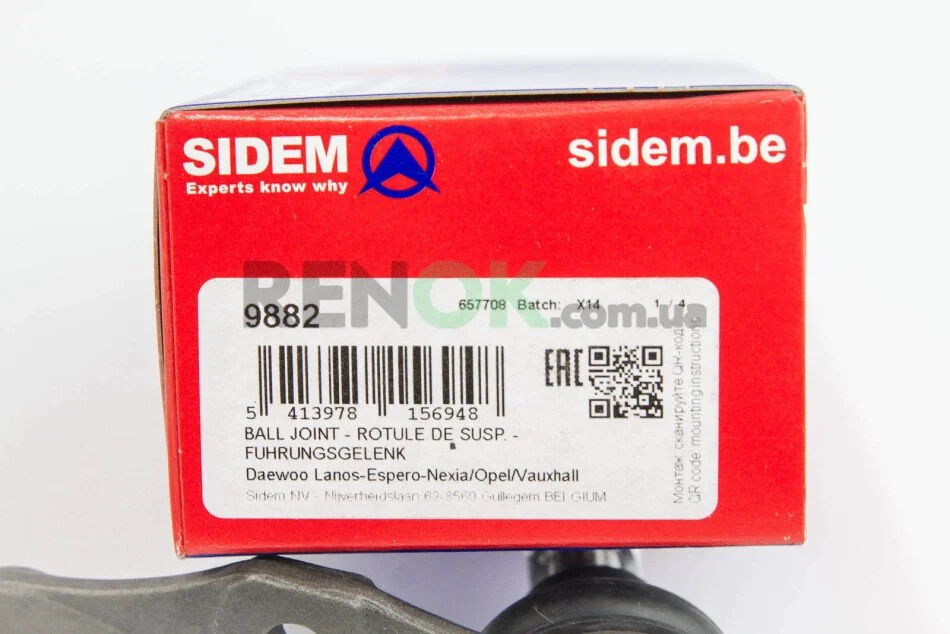 SIDEM
Experts know why
sidem.be
RENOK.com.ua
9882
657708 Batch: X14 1 / 4
EAC
5 413978 156948
BALL JOINT - ROTULE DE SUSP. -
FUHRUNGSGELENK
Daewoo Lanos-Espero-Nexia/Opel/Vauxhall
Sidem NV - Nijverheidslaan 62-8560 Gullegem BELGIUM
Монтаж: сканируйте QR-код
QR code: mountinginstructions